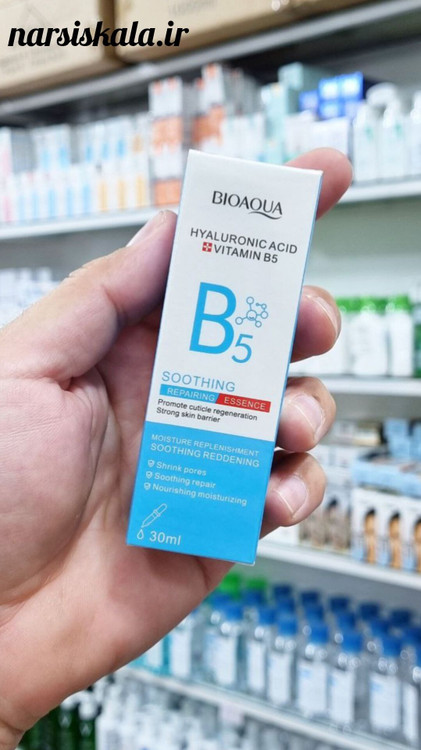 narsiskala.ir
BIOAQUA
HYALURONIC ACID
VITAMIN B5
B5
SOOTHING
REPAIRING ESSENCE
Promote cuticle regeneration
Strong skin barrier
MOISTURE REPLENISHMENT
SOOTHING REDDENING
Shrink pores
Soothing repair
Nourishing moisturizing
30ml